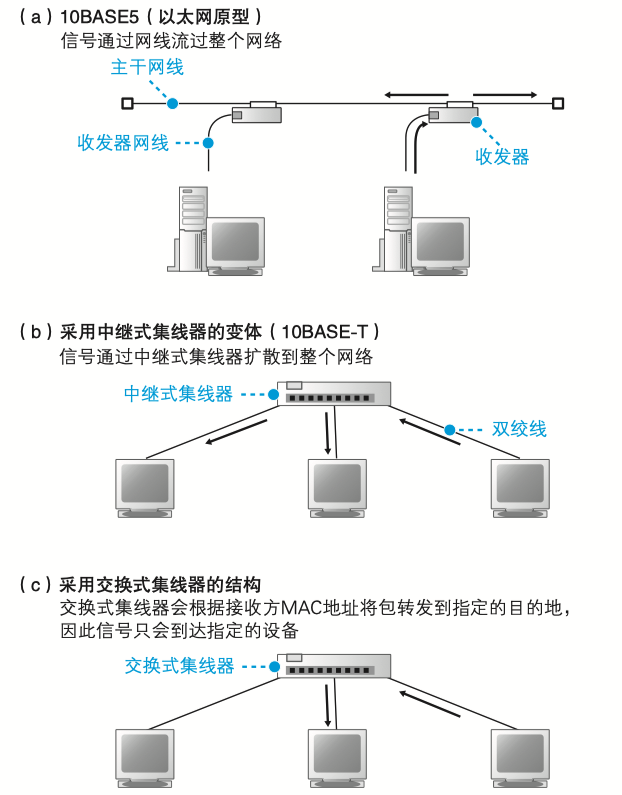 （a）10BASE5（以太网原型）
信号通过网线流过整个网络
主干网线
收发器网线
收发器
（b）采用中继式集线器的变体（10BASE-T）
信号通过中继式集线器扩散到整个网络
中继式集线器
双绞线
（c）采用交换式集线器的结构
交换式集线器会根据接收方MAC地址将包转发到指定的目的地，
因此信号只会到达指定的设备
交换式集线器